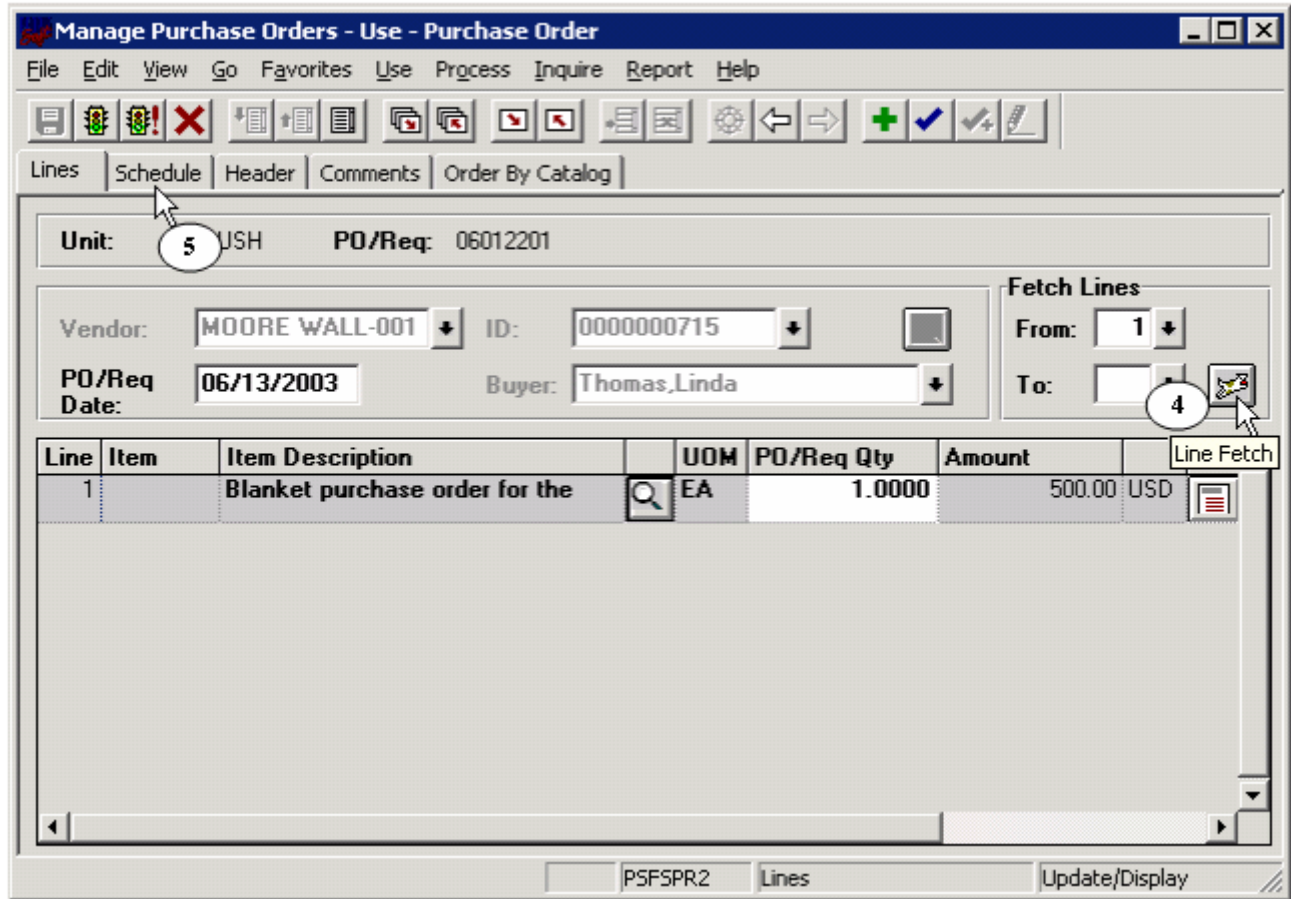 Manage Purchase Orders - Use - Purchase Order
File Edit View Go Favorites Use Process Inquire Report Help
Lines Schedule Header Comments Order By Catalog
5
Unit: USH PO/Req: 06012201
Fetch Lines
Vendor: MOORE WALL-001 ID: 0000000715 From: 1
PO/Req Date: 06/13/2003 Buyer: Thomas,Linda To:
4
Line Fetch
Line Item Item Description UOM PO/Req Qty Amount
1 Blanket purchase order for the EA 1.0000 500.00 USD
PSFSPR2 Lines Update/Display